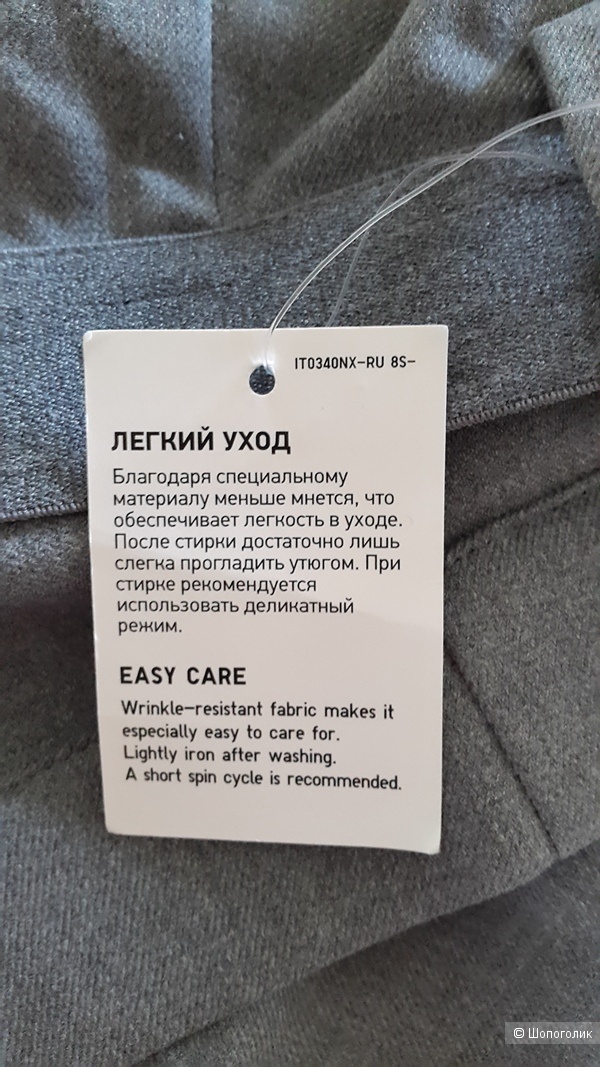 IT0340NX-RU 8S-
ЛЕГКИЙ УХОД
Благодаря специальному
материалу меньше мнется, что
обеспечивает легкость в уходе.
После стирки достаточно лишь
слегка прогладить утюгом. При
стирке рекомендуется
использовать деликатный
режим.
EASY CARE
Wrinkle-resistant fabric makes it
especially easy to care for.
Lightly iron after washing.
A short spin cycle is recommended.
© Шопоголик